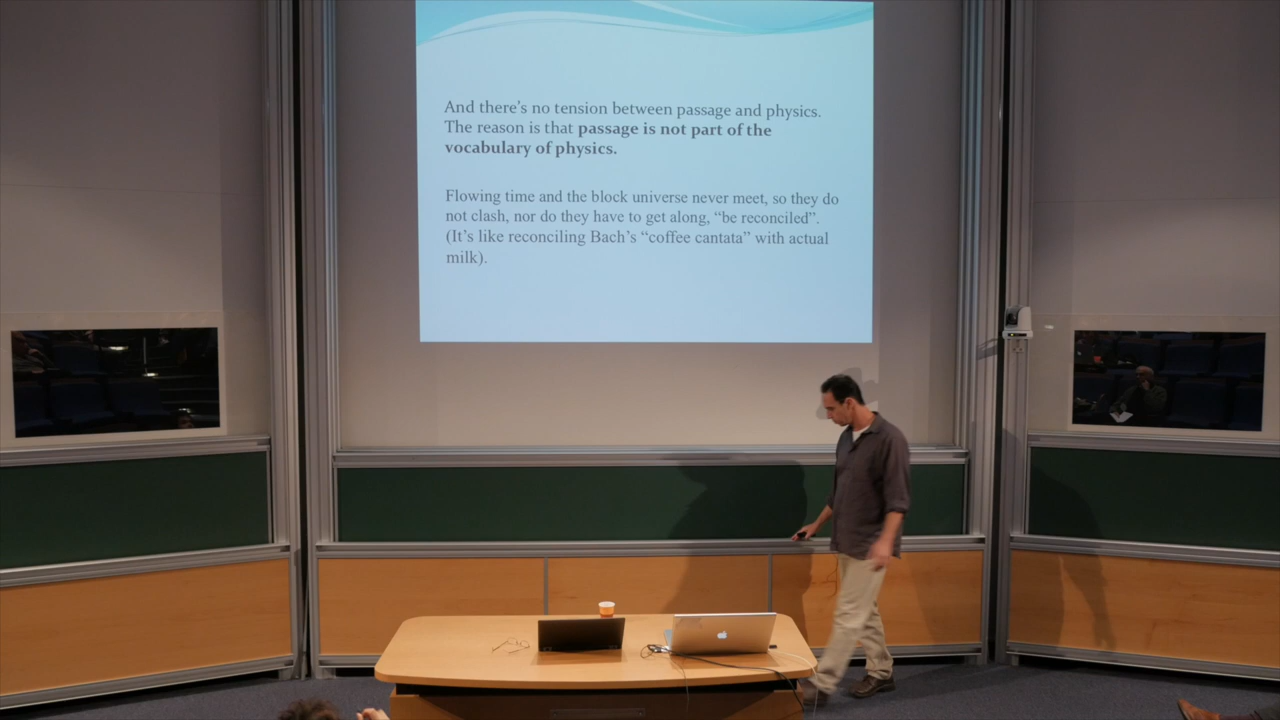 And there's no tension between passage and physics.
The reason is that passage is not part of the
vocabulary of physics.
Flowing time and the block universe never meet, so they do
not clash, nor do they have to get along, “be reconciled”.
(It's like reconciling Bach's “coffee cantata” with actual
milk).